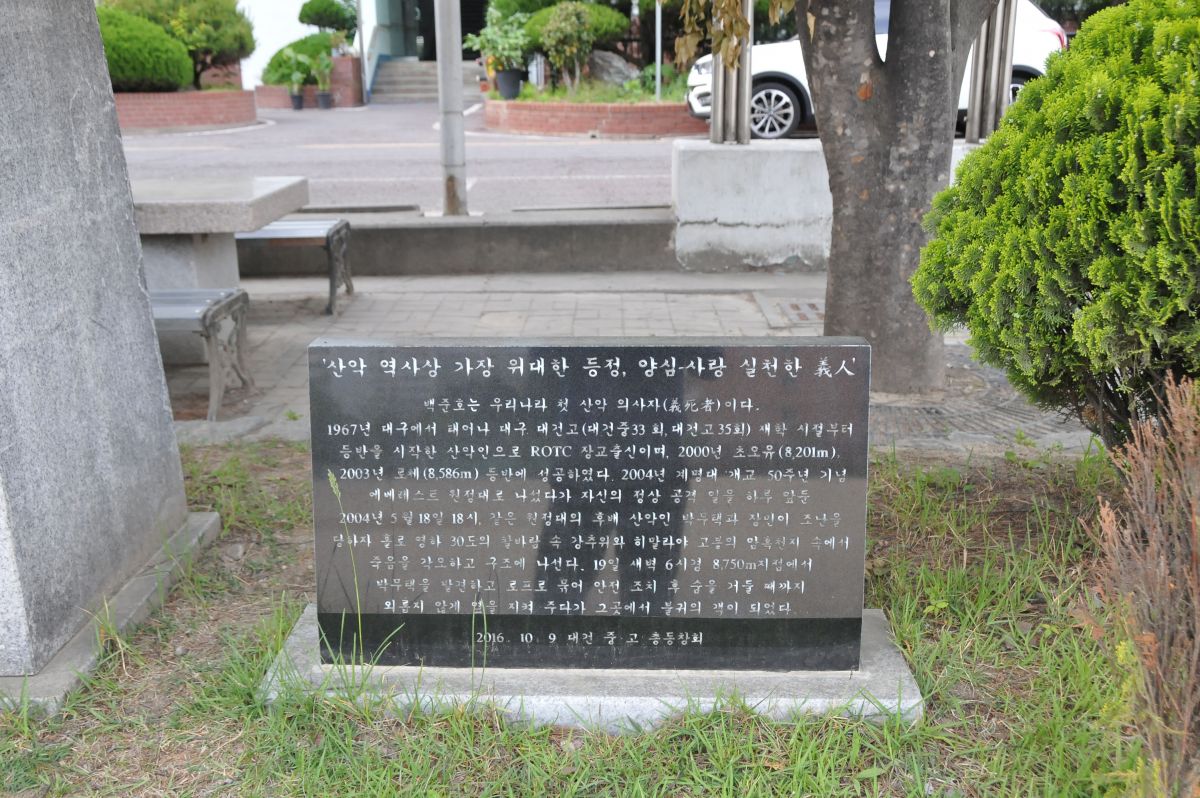 '산악 역사상 가장 위대한 등정, 양심·사랑 실천한 義人'
백준호는 우리나라 첫 산악 의사자(義死者)이다.
1967년 대구에서 태어나 대구 대건고(대건중33회, 대건고35회) 재학 시절부터
등반을 시작한 산악인으로 ROTC 장교출신이며, 2000년 초오유(8,201m).
2003년 로체(8,586m) 등반에 성공하였다. 2004년 계명대 개교 50주년 기념
에베레스트 원정대로 나섰다가 자신의 정상 공격 일을 하루 앞둔
2004년 5월18일 18시, 같은 원정대의 후배 산악인 박무택과 장민이 조난을
당하자 홀로 영하 30도의 칼바람 속 강추위와 히말라야 고봉의 암흑천지 속에서
죽음을 각오하고 구조에 나선다. 19일 새벽 6시경 8,750m지점에서
박무택을 발견하고 로프로 묶어 안전 조치 후 숨을 거둘 때까지
외롭지 않게 옆을 지켜 주다가 그곳에서 불귀의 객이 되었다.
2016. 10. 9 대건 중·고 총동창회